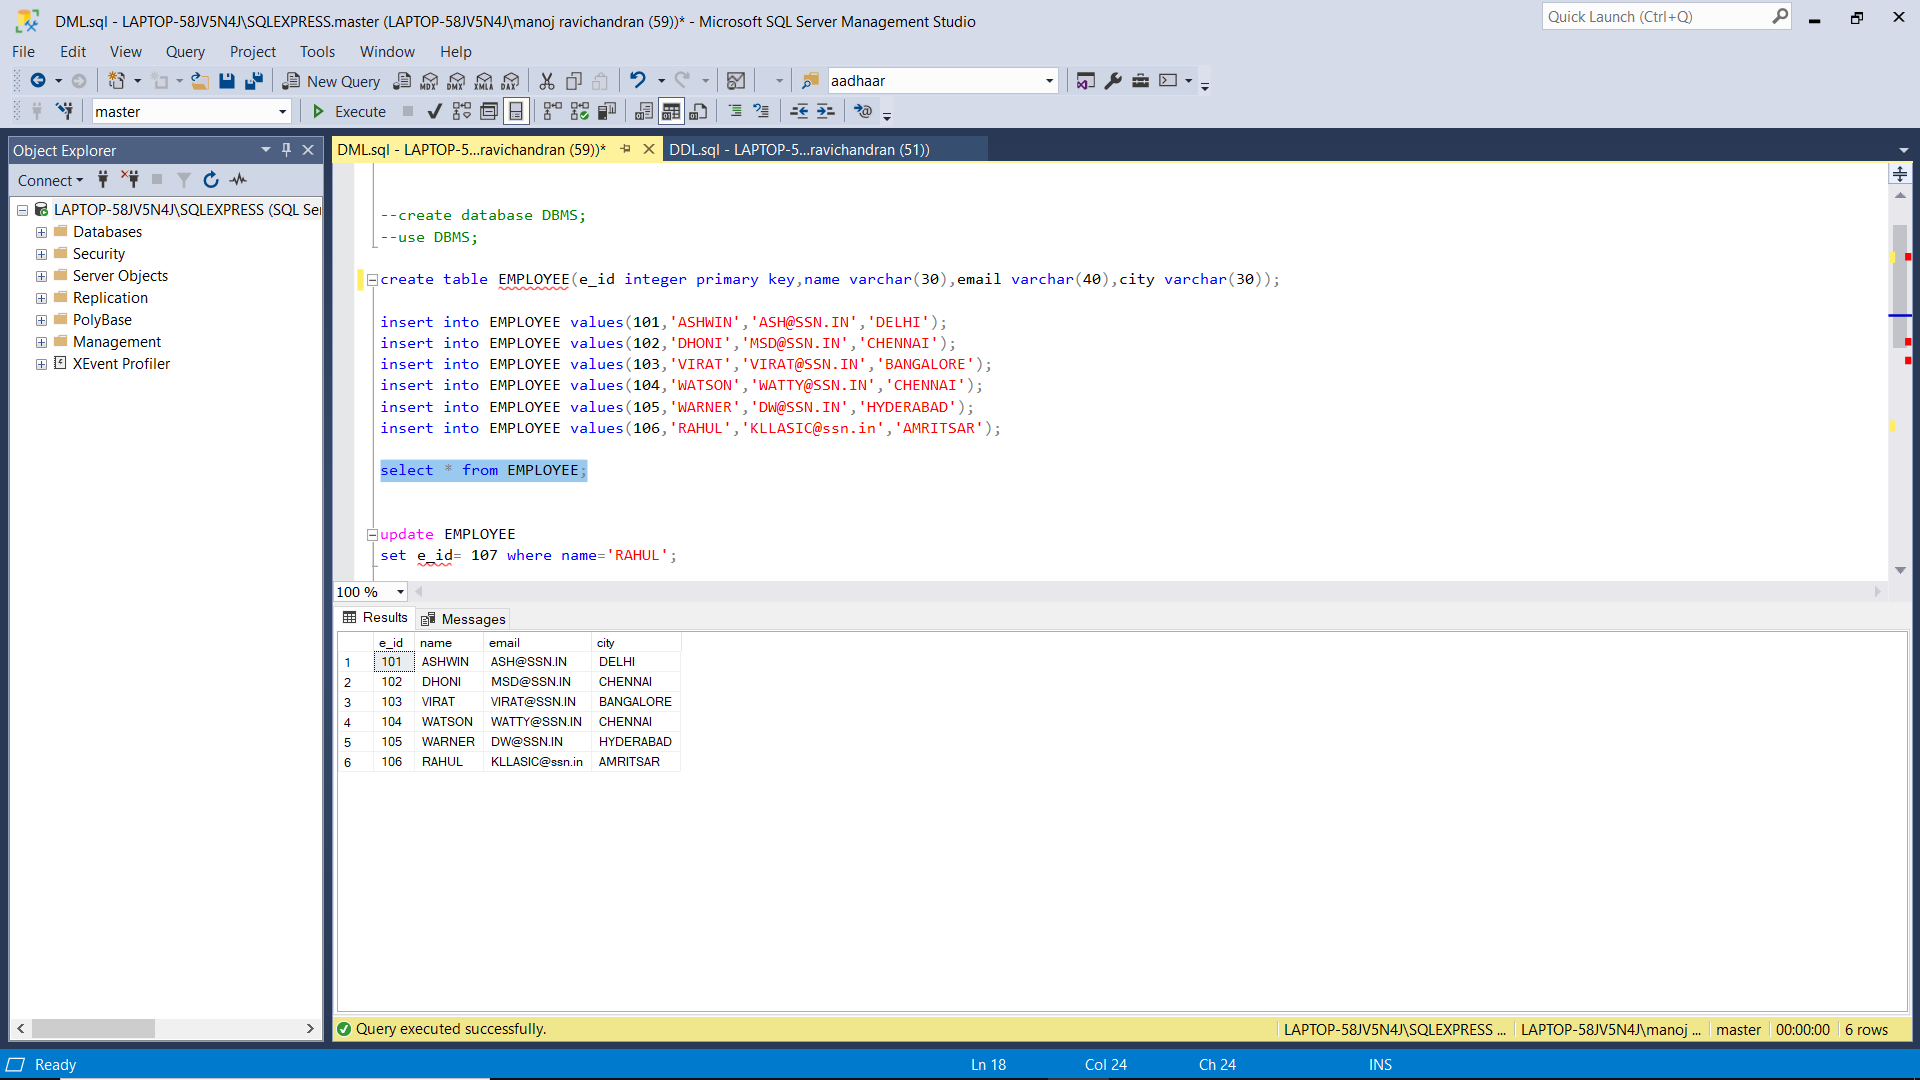 DML.sql - LAPTOP-58JV5N4J\SQLEXPRESS.master (LAPTOP-58JV5N4J\manoj ravichandran (59))* - Microsoft SQL Server Management Studio
Quick Launch (Ctrl+Q)
File Edit View Query Project Tools Window Help
New Query MDX DMX XMLA DAX aadhaar
master Execute
Object Explorer
Connect
LAPTOP-58JV5N4J\SQLEXPRESS (SQL Ser
Databases
Security
Server Objects
Replication
PolyBase
Management
XEvent Profiler
DML.sql - LAPTOP-5...ravichandran (59))* DDL.sql - LAPTOP-5...ravichandran (51))
--create database DBMS;
--use DBMS;
create table EMPLOYEE(e_id integer primary key,name varchar(30),email varchar(40),city varchar(30));
insert into EMPLOYEE values(101,'ASHWIN','ASH@SSN.IN','DELHI');
insert into EMPLOYEE values(102,'DHONI','MSD@SSN.IN','CHENNAI');
insert into EMPLOYEE values(103,'VIRAT','VIRAT@SSN.IN','BANGALORE');
insert into EMPLOYEE values(104,'WATSON','WATTY@SSN.IN','CHENNAI');
insert into EMPLOYEE values(105,'WARNER','DW@SSN.IN','HYDERABAD');
insert into EMPLOYEE values(106,'RAHUL','KLLASIC@ssn.in','AMRITSAR');
select * from EMPLOYEE;
update EMPLOYEE
set e_id= 107 where name='RAHUL';
100 %
Results Messages
e_id name email city
1 101 ASHWIN ASH@SSN.IN DELHI
2 102 DHONI MSD@SSN.IN CHENNAI
3 103 VIRAT VIRAT@SSN.IN BANGALORE
4 104 WATSON WATTY@SSN.IN CHENNAI
5 105 WARNER DW@SSN.IN HYDERABAD
6 106 RAHUL KLLASIC@ssn.in AMRITSAR
Query executed successfully. LAPTOP-58JV5N4J\SQLEXPRESS ... LAPTOP-58JV5N4J\manoj ... master 00:00:00 6 rows
Ready Ln 18 Col 24 Ch 24 INS